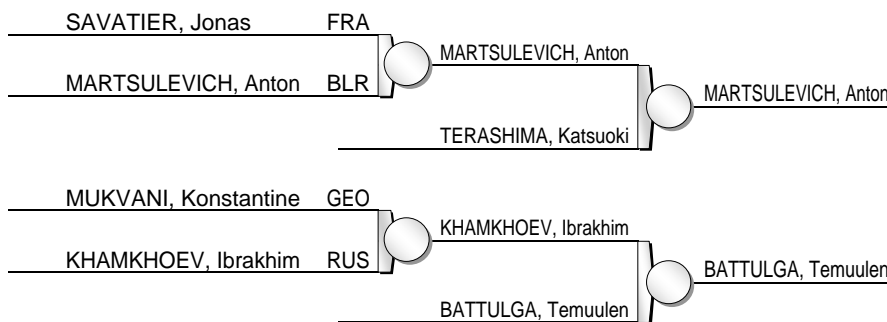 SAVATIER, Jonas FRA
MARTSULEVICH, Anton
MARTSULEVICH, Anton BLR
MARTSULEVICH, Anton
TERASHIMA, Katsuoki
MUKVANI, Konstantine GEO
KHAMKHOEV, Ibrakhim
KHAMKHOEV, Ibrakhim RUS
BATTULGA, Temuulen
BATTULGA, Temuulen